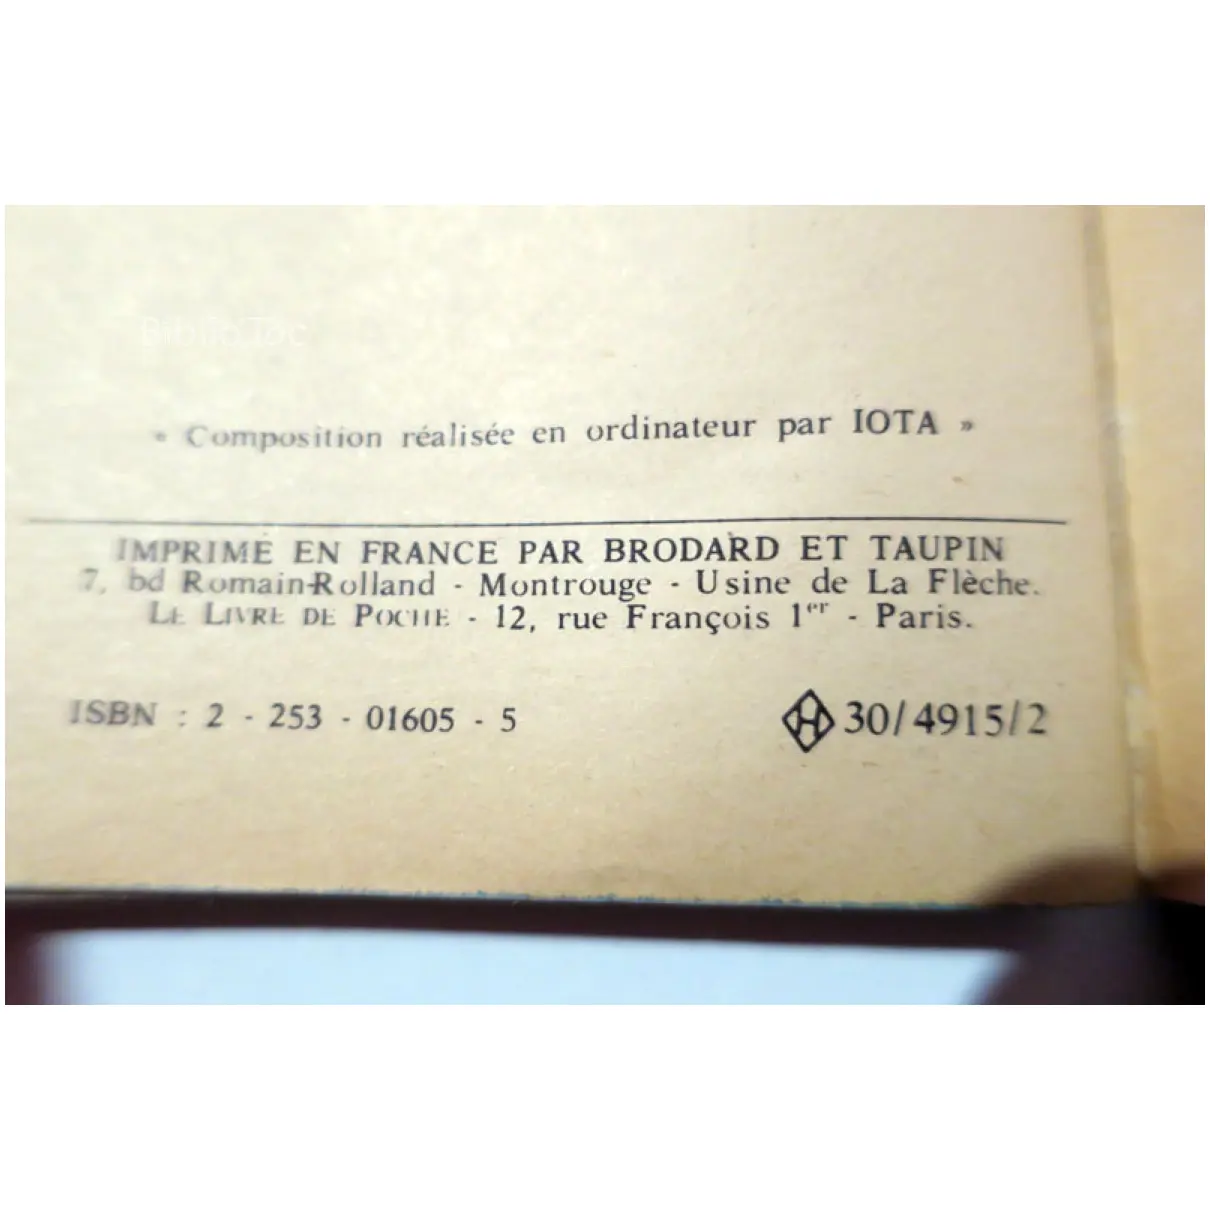 Biblio.Toc
« Composition réalisée en ordinateur par IOTA »
IMPRIMÉ EN FRANCE PAR BRODARD ET TAUPIN
7, bd Romain-Rolland - Montrouge - Usine de La Flèche.
LE LIVRE DE POCHE - 12, rue François 1er - Paris.
ISBN : 2 - 253 - 01605 - 5
H 30/4915/2